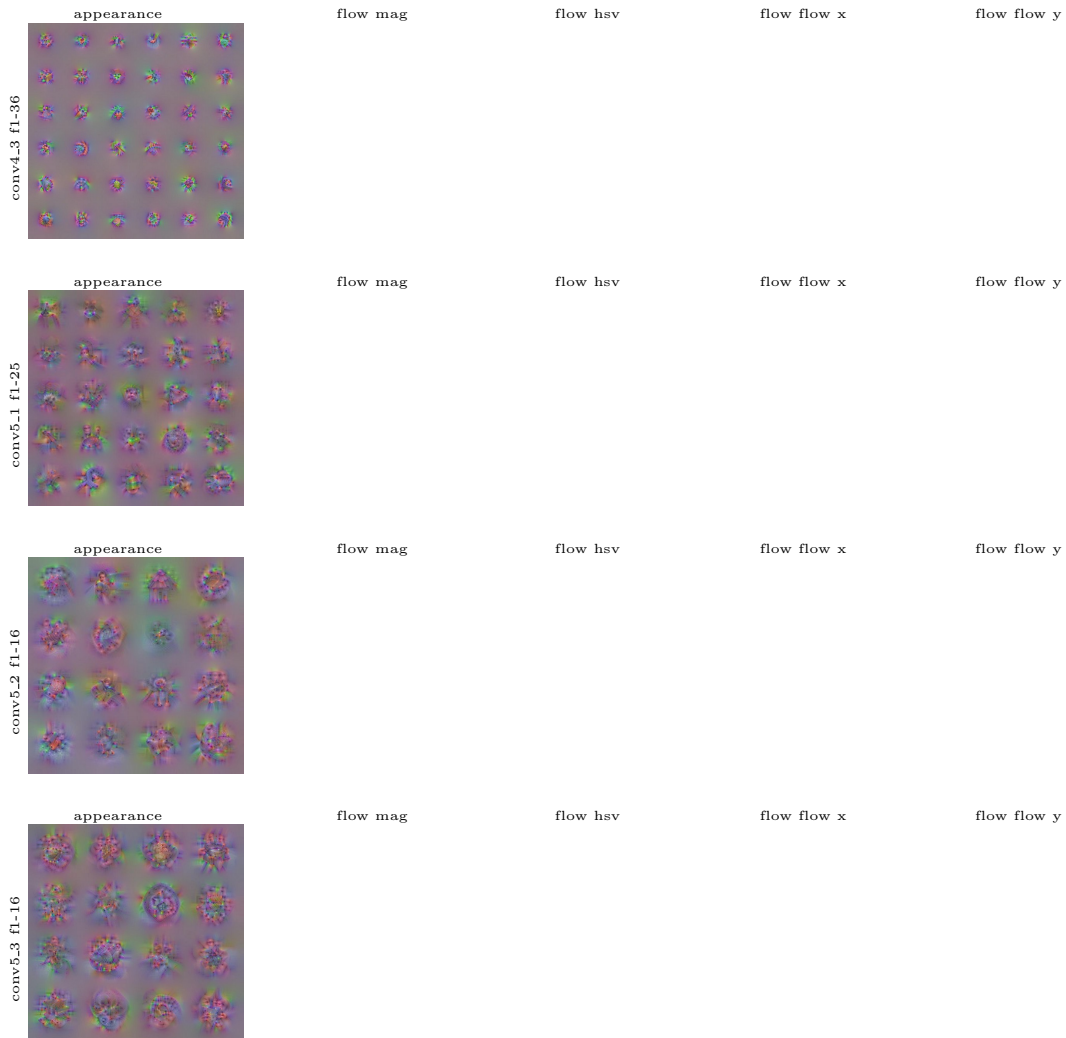 appearance flow mag flow hsv flow flow x flow flow y
conv4_3 f1-36
appearance flow mag flow hsv flow flow x flow flow y
conv5_1 f1-25
appearance flow mag flow hsv flow flow x flow flow y
conv5_2 f1-16
appearance flow mag flow hsv flow flow x flow flow y
conv5_3 f1-16